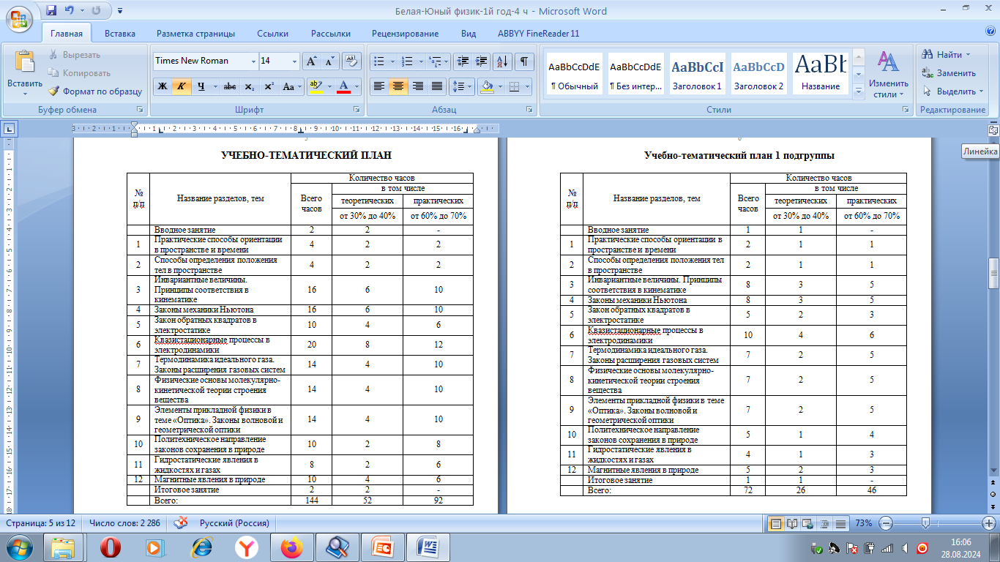 Белая-Юный физик-1й год-4 ч - Microsoft Word
Главная Вставка Разметка страницы Ссылки Рассылки Рецензирование Вид ABBYY FineReader 11
Вставить
Вырезать
Копировать
Формат по образцу
Буфер обмена
Times New Roman 14
Ж К Ч abc x₂ x² Aa
Шрифт
Абзац
АаBbСcDdE АаBbСcDdE AaBbCcI AaBbCcD AaBb
¶ Обычный ¶ Без интер... Заголовок 1 Заголовок 2 Название
Стили
Изменить
стили
Найти
Заменить
Выделить
Редактирование
Линейка
УЧЕБНО-ТЕМАТИЧЕСКИЙ ПЛАН
№ п/п Название разделов, тем Всего часов Количество часов
в том числе
теоретических практических
от 30% до 40% от 60% до 70%
Вводное занятие 2 2 -
1 Практические способы ориентации
в пространстве и времени 4 2 2
2 Способы определения положения
тел в пространстве 4 2 2
3 Инвариантные величины.
Принципы соответствия в
кинематике 16 6 10
4 Законы механики Ньютона 16 6 10
5 Закон обратных квадратов в
электростатике 10 4 6
6 Квазистационарные процессы в
электродинамики 20 8 12
7 Термодинамика идеального газа.
Законы расширения газовых систем 14 4 10
8 Физические основы молекулярно-
кинетической теории строения
вещества 14 4 10
9 Элементы прикладной физики в
теме «Оптика». Законы волновой и
геометрической оптики 14 4 10
10 Политехническое направление
законов сохранения в природе 10 2 8
11 Гидростатические явления в
жидкостях и газах 8 2 6
12 Магнитные явления в природе 10 4 6
Итоговое занятие 2 2 -
Всего: 144 52 92
Учебно-тематический план 1 подгруппы
№ п/п Название разделов, тем Всего часов Количество часов
в том числе
теоретических практических
от 30% до 40% от 60% до 70%
Вводное занятие 1 1 -
1 Практические способы ориентации в
пространстве и времени 2 1 1
2 Способы определения положения тел
в пространстве 2 1 1
3 Инвариантные величины. Принципы
соответствия в кинематике 8 3 5
4 Законы механики Ньютона 8 3 5
5 Закон обратных квадратов в
электростатике 5 2 3
6 Квазистационарные процессы в
электродинамики 10 4 6
7 Термодинамика идеального газа.
Законы расширения газовых систем 7 2 5
8 Физические основы молекулярно-
кинетической теории строения
вещества 7 2 5
9 Элементы прикладной физики в теме
«Оптика». Законы волновой и
геометрической оптики 7 2 5
10 Политехническое направление
законов сохранения в природе 5 1 4
11 Гидростатические явления в
жидкостях и газах 4 1 3
12 Магнитные явления в природе 5 2 3
Итоговое занятие 1 1 -
Всего: 72 26 46
Страница: 5 из 12 Число слов: 2 286 Русский (Россия) 73%
16:06
28.08.2024